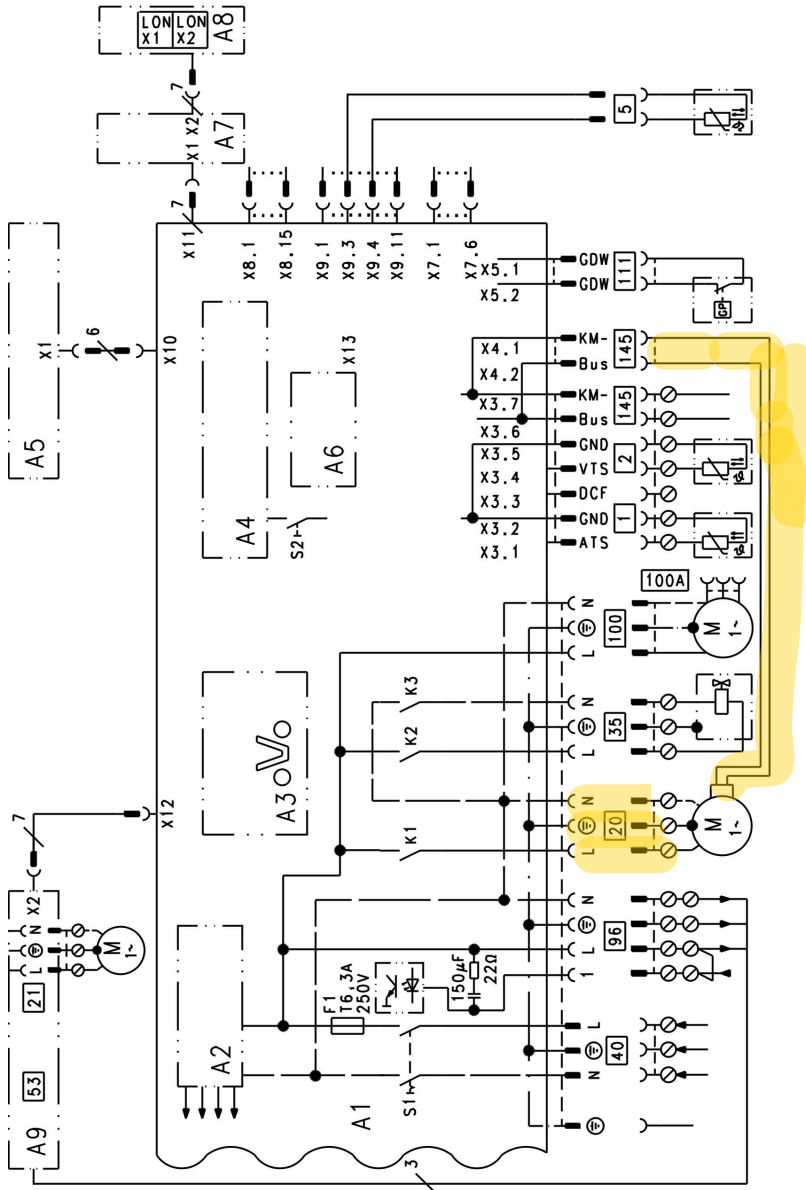 LON LON
X1 X2
A8
7
X1 X2
A7
7
5
ϑ
X11
X8.1
X8.15
X9.1
X9.3
X9.4
X9.11
X7.1
X7.6
A5
X1
6
X10
X13
A6
A4
S2
X5.1
X5.2
GDW
GDW
111
GP
X4.1
X4.2
KM-
Bus
145
X3.7
X3.6
KM-
Bus
145
X3.5
X3.4
GND
VTS
2
ϑ
X3.3
DCF
X3.2
X3.1
GND
ATS
1
ϑ
100A
N
L
100
M
1~
K3
K2
N
L
35
A3
X12
7
K1
N
L
20
M
1~
X2
N
L
M
1~
21
53
A9
N
L
1
96
150µF
22Ω
F1
T6,3A
250V
A2
A1
S1
L
N
40
3